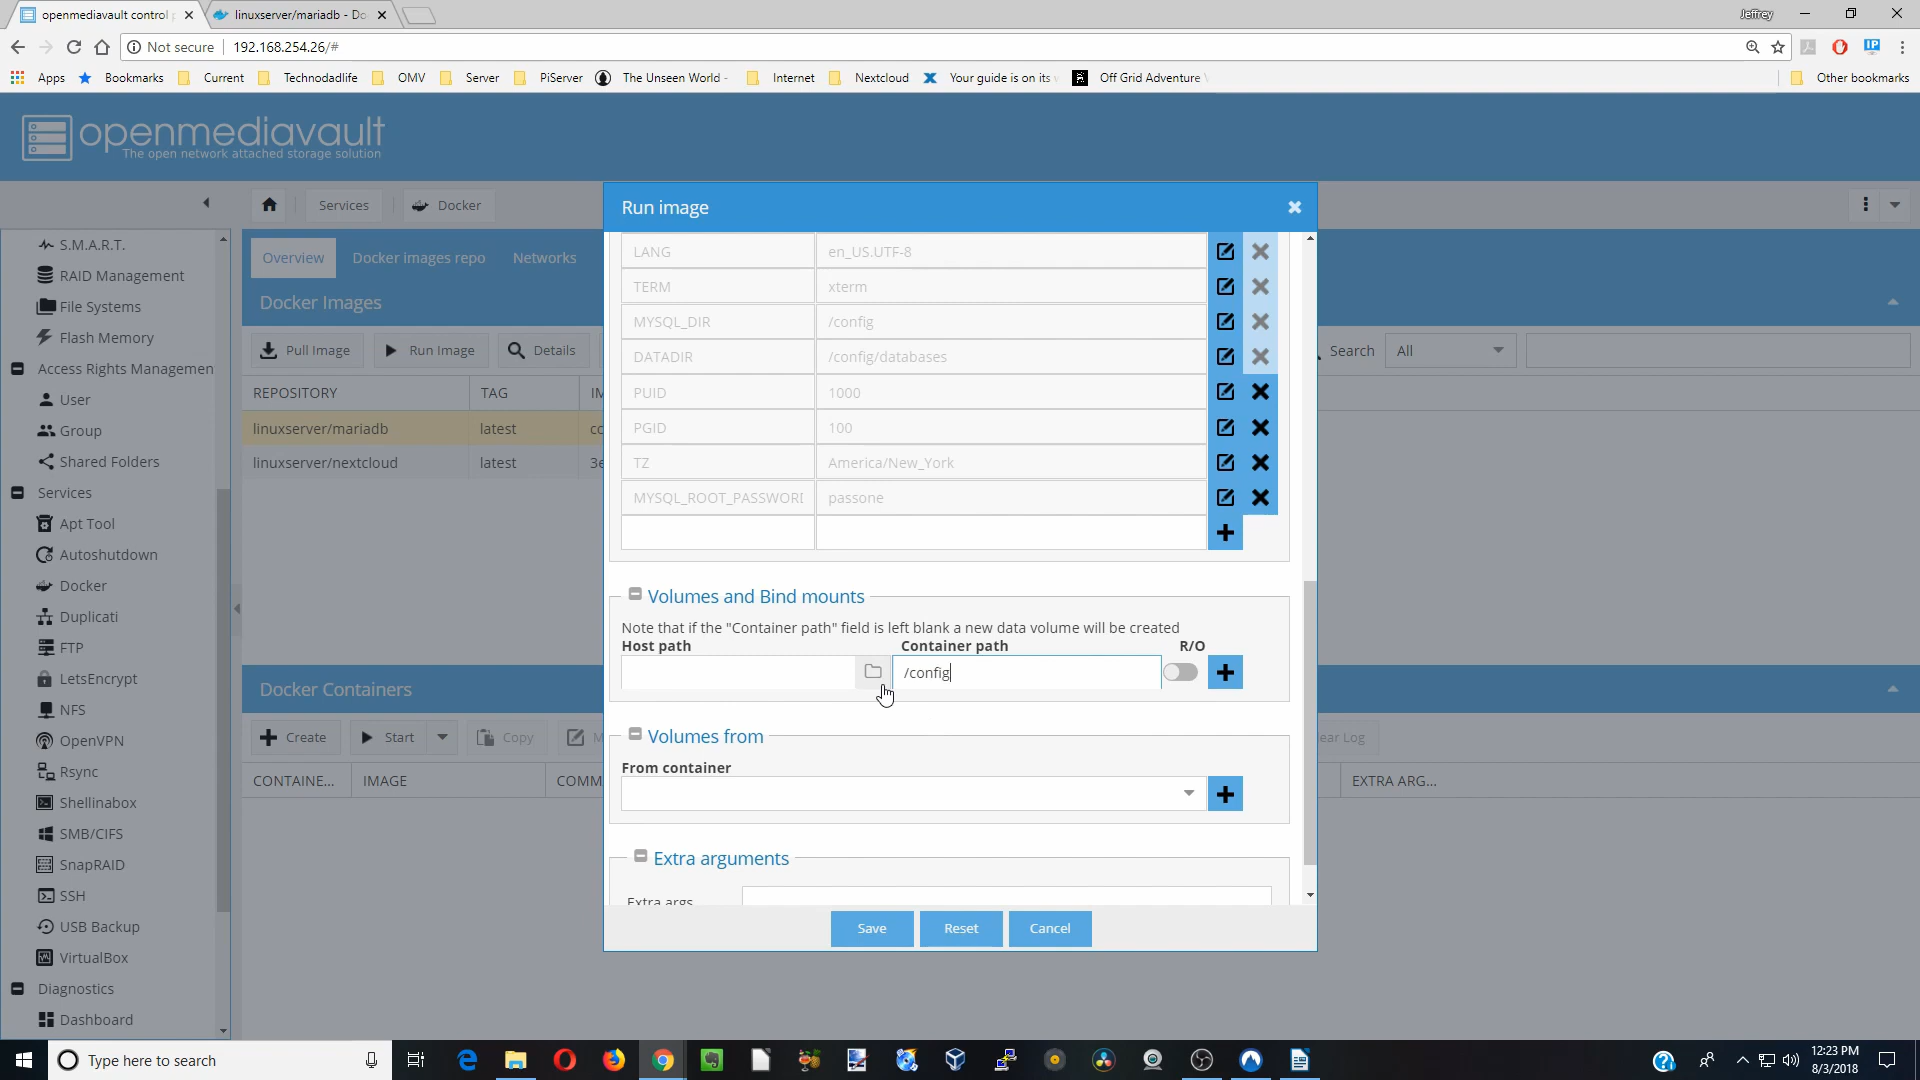 openmediavault control p
linuxserver/mariadb - Do
Jeffrey
Not secure
192.168.254.26/#
Apps
Bookmarks
Current
Technodadlife
OMV
Server
PiServer
The Unseen World -
Internet
Nextcloud
Your guide is on its
Off Grid Adventure
Other bookmarks
openmediavault
The open network attached storage solution
Services
Docker
S.M.A.R.T.
RAID Management
File Systems
Flash Memory
Access Rights Managemen
User
Group
Shared Folders
Services
Apt Tool
Autoshutdown
Docker
Duplicati
FTP
LetsEncrypt
NFS
OpenVPN
Rsync
Shellinabox
SMB/CIFS
SnapRAID
SSH
USB Backup
VirtualBox
Diagnostics
Dashboard
Overview
Docker images repo
Networks
Docker Images
Pull Image
Run Image
Details
Search
All
REPOSITORY
TAG
IM
linuxserver/mariadb
latest
cc
linuxserver/nextcloud
latest
3e
Docker Containers
Create
Start
Copy
M
ear Log
CONTAINE...
IMAGE
COMM
EXTRA ARG...
Run image
LANG
en_US.UTF-8
TERM
xterm
MYSQL_DIR
/config
DATADIR
/config/databases
PUID
1000
PGID
100
TZ
America/New_York
MYSQL_ROOT_PASSWORD
passone
Volumes and Bind mounts
Note that if the "Container path" field is left blank a new data volume will be created
Host path
Container path
R/O
/config
Volumes from
From container
Extra arguments
Extra args
Save
Reset
Cancel
Type here to search
12:23 PM
8/3/2018